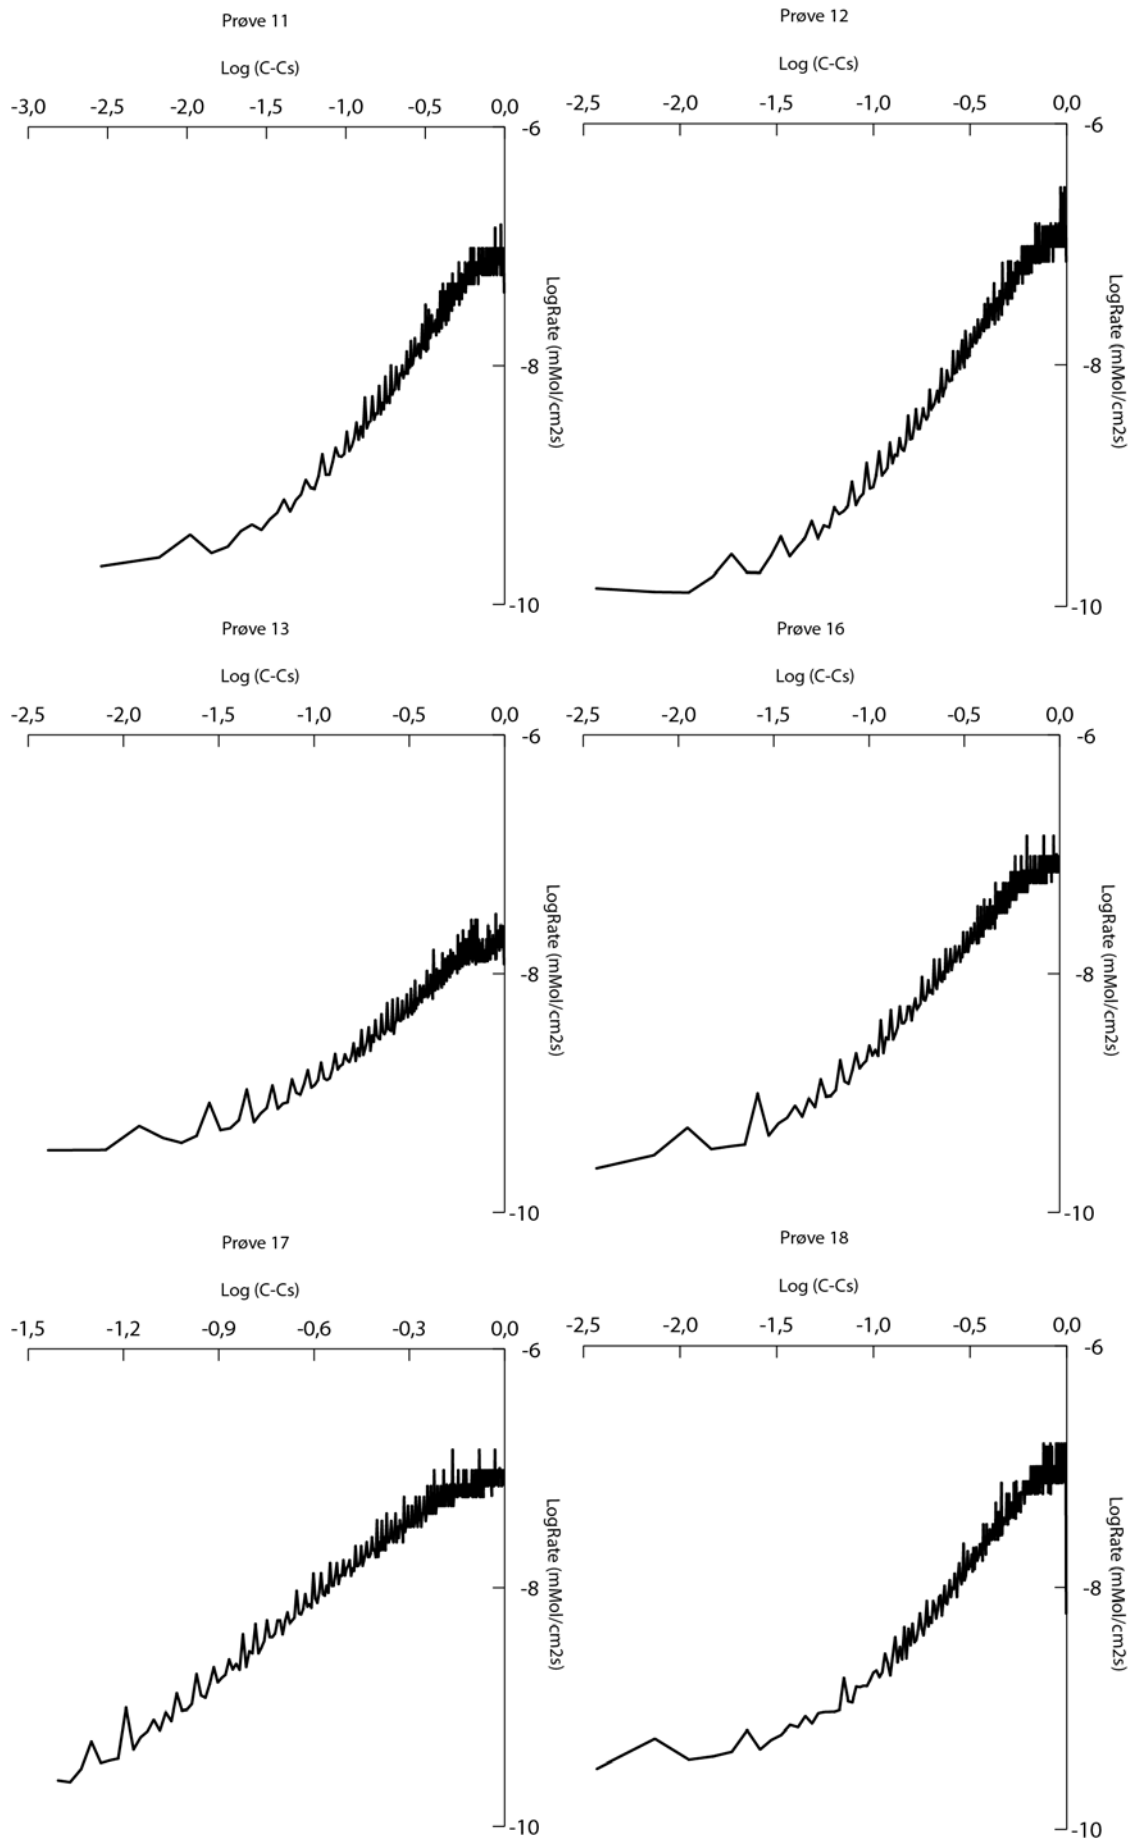 Prøve 11
Log (C-Cs)
-3,0 -2,5 -2,0 -1,5 -1,0 -0,5 0,0
-6
-8
-10
LogRate (mMol/cm2s)
Prøve 12
Log (C-Cs)
-2,5 -2,0 -1,5 -1,0 -0,5 0,0
-6
-8
-10
LogRate (mMol/cm2s)
Prøve 13
Log (C-Cs)
-2,5 -2,0 -1,5 -1,0 -0,5 0,0
-6
-8
-10
LogRate (mMol/cm2s)
Prøve 16
Log (C-Cs)
-2,5 -2,0 -1,5 -1,0 -0,5 0,0
-6
-8
-10
LogRate (mMol/cm2s)
Prøve 17
Log (C-Cs)
-1,5 -1,2 -0,9 -0,6 -0,3 0,0
-6
-8
-10
LogRate (mMol/cm2s)
Prøve 18
Log (C-Cs)
-2,5 -2,0 -1,5 -1,0 -0,5 0,0
-6
-8
-10
LogRate (mMol/cm2s)